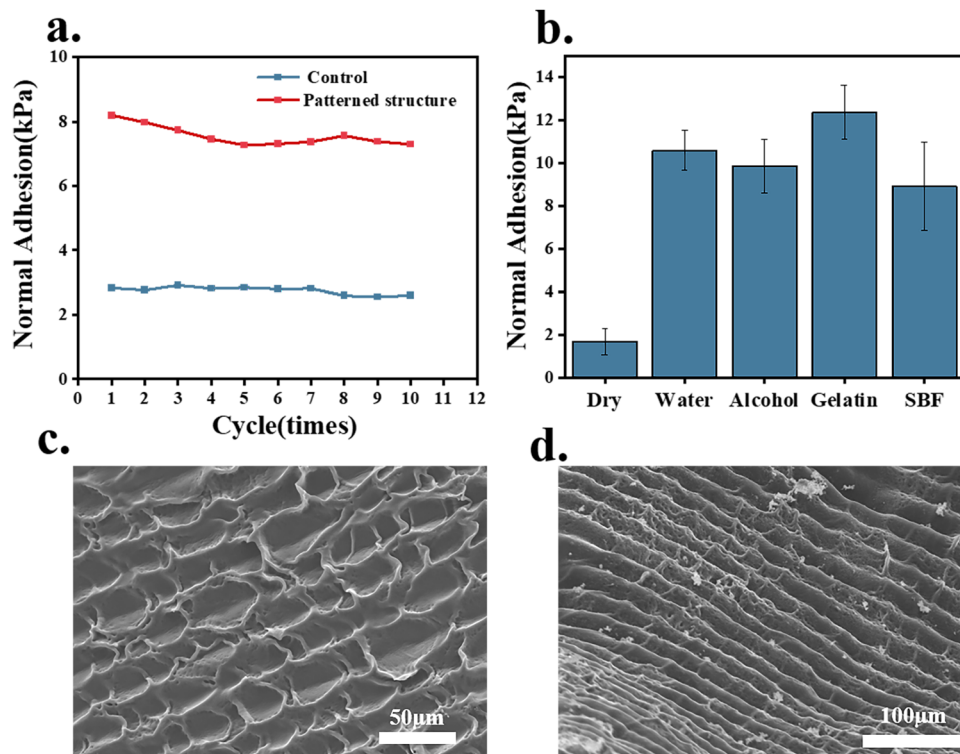 a.
Normal Adhesion(kPa)
10
8
6
4
2
0
Control
Patterned structure
0 1 2 3 4 5 6 7 8 9 10 11 12
Cycle(times)
b.
Normal Adhesion(kPa)
14
12
10
8
6
4
2
0
Dry Water Alcohol Gelatin SBF
c.
50μm
d.
100μm